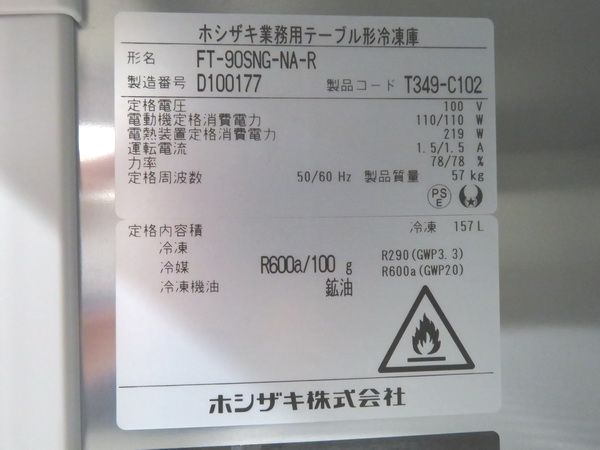 ホシザキ業務用テーブル形冷凍庫
形名 FT-90SNG-NA-R
製造番号 D100177 製品コード T349-C102
定格電圧 100 V
電動機定格消費電力 110/110 W
電熱装置定格消費電力 219 W
運転電流 1.5/1.5 A
力率 78/78 %
定格周波数 50/60 Hz 製品質量 57 kg
PS
E
定格内容積 冷凍 157 L
冷凍 R290(GWP3.3)
冷媒 R600a/100 g R600a(GWP20)
冷凍機油 鉱油
ホシザキ株式会社